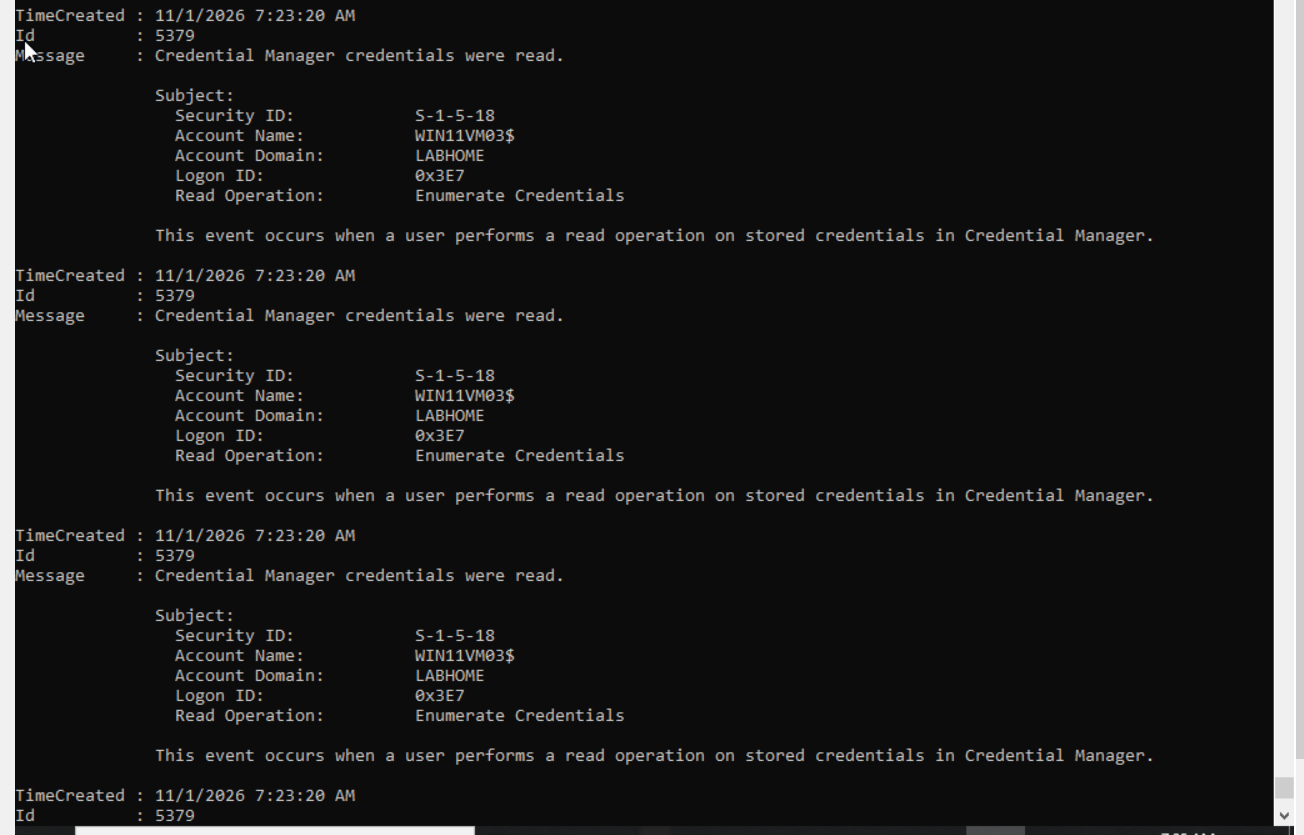 TimeCreated : 11/1/2026 7:23:20 AM
Id : 5379
Message : Credential Manager credentials were read.
Subject:
Security ID: S-1-5-18
Account Name: WIN11VM03$
Account Domain: LABHOME
Logon ID: 0x3E7
Read Operation: Enumerate Credentials
This event occurs when a user performs a read operation on stored credentials in Credential Manager.
TimeCreated : 11/1/2026 7:23:20 AM
Id : 5379
Message : Credential Manager credentials were read.
Subject:
Security ID: S-1-5-18
Account Name: WIN11VM03$
Account Domain: LABHOME
Logon ID: 0x3E7
Read Operation: Enumerate Credentials
This event occurs when a user performs a read operation on stored credentials in Credential Manager.
TimeCreated : 11/1/2026 7:23:20 AM
Id : 5379
Message : Credential Manager credentials were read.
Subject:
Security ID: S-1-5-18
Account Name: WIN11VM03$
Account Domain: LABHOME
Logon ID: 0x3E7
Read Operation: Enumerate Credentials
This event occurs when a user performs a read operation on stored credentials in Credential Manager.
TimeCreated : 11/1/2026 7:23:20 AM
Id : 5379